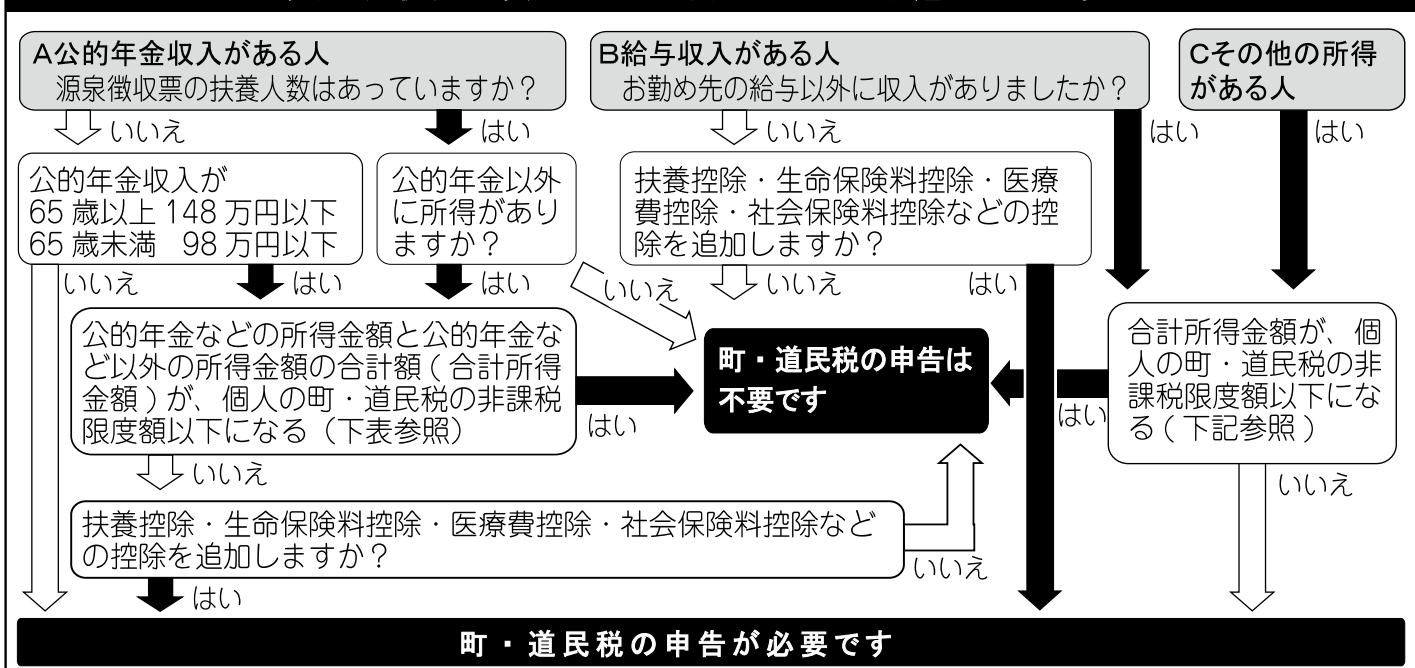 A公的年金収入がある人
源泉徴収票の扶養人数はあっていますか？
B給与収入がある人
お勤め先の給与以外に収入がありましたか？
Cその他の所得
がある人
いいえ
はい
いいえ
はい
はい
公的年金収入が
65歳以上 148万円以下
65歳未満 98万円以下
公的年金以外
に所得があり
ますか？
扶養控除・生命保険料控除・医療
費控除・社会保険料控除などの控
除を追加しますか？
いいえ
はい
はい
いいえ
いいえ
はい
公的年金などの所得金額と公的年金な
ど以外の所得金額の合計額(合計所得
金額)が、個人の町・道民税の非課税
限度額以下になる（下表参照）
はい
町・道民税の申告は
不要です
合計所得金額が、個
人の町・道民税の非
課税限度額以下にな
る(下記参照)
はい
いいえ
いいえ
扶養控除・生命保険料控除・医療費控除・社会保険料控除など
の控除を追加しますか？
いいえ
はい
町・道民税の申告が必要です